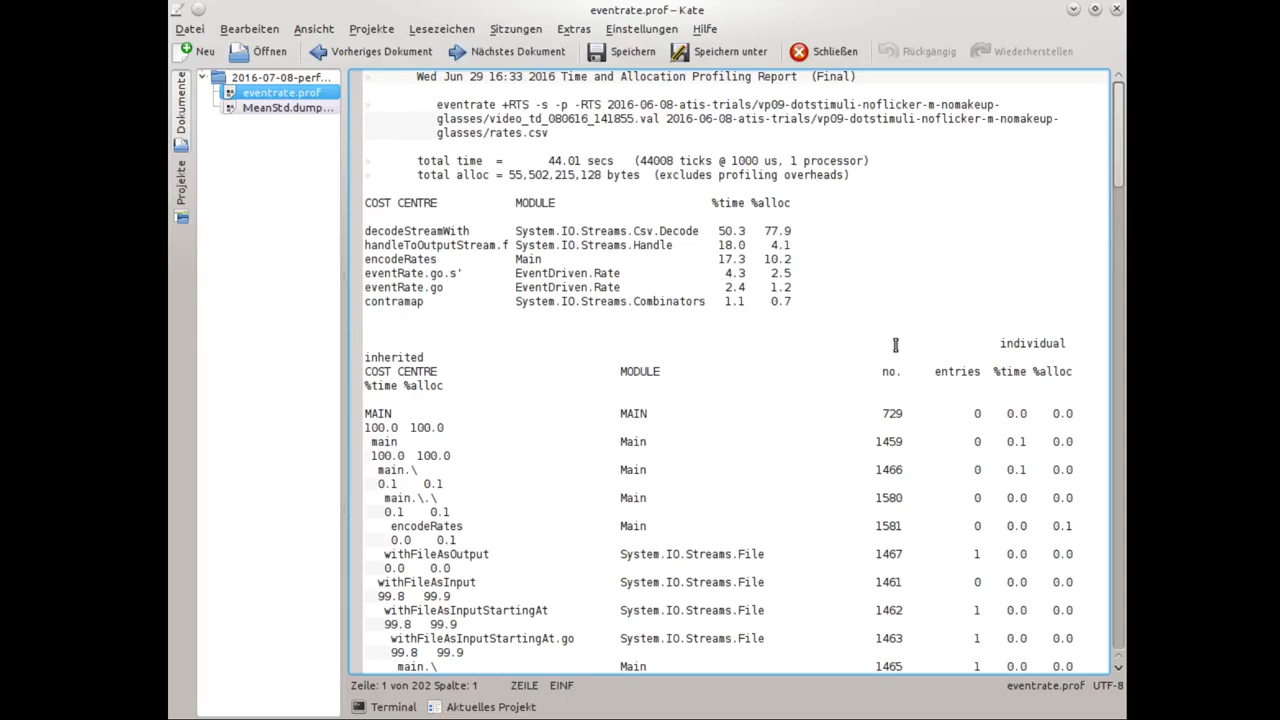 eventrate.prof - Kate
Datei Bearbeiten Ansicht Projekte Lesezeichen Sitzungen Extras Einstellungen Hilfe
Neu Öffnen Vorheriges Dokument Nächstes Dokument Speichern Speichern unter Schließen Rückgängig Wiederherstellen
Dokumente
Projekte
2016-07-08-perf...
eventrate.prof
MeanStd.dump...
Wed Jun 29 16:33 2016 Time and Allocation Profiling Report (Final)
eventrate +RTS -s -p -RTS 2016-06-08-atis-trials/vp09-dotstimuli-noflicker-m-nomakeup-
glasses/video_td_080616_141855.val 2016-06-08-atis-trials/vp09-dotstimuli-noflicker-m-nomakeup-
glasses/rates.csv
total time = 44.01 secs (44008 ticks @ 1000 us, 1 processor)
total alloc = 55,502,215,128 bytes (excludes profiling overheads)
COST CENTRE MODULE %time %alloc
decodeStreamWith System.IO.Streams.Csv.Decode 50.3 77.9
handleToOutputStream.f System.IO.Streams.Handle 18.0 4.1
encodeRates Main 17.3 10.2
eventRate.go.s' EventDriven.Rate 4.3 2.5
eventRate.go EventDriven.Rate 2.4 1.2
contramap System.IO.Streams.Combinators 1.1 0.7
individual
inherited
COST CENTRE MODULE no. entries %time %alloc
%time %alloc
MAIN MAIN 729 0 0.0 0.0
100.0 100.0
main Main 1459 0 0.1 0.0
100.0 100.0
main.\ Main 1466 0 0.1 0.0
0.1 0.1
main.\.\ Main 1580 0 0.0 0.0
0.1 0.1
encodeRates Main 1581 0 0.0 0.1
0.0 0.1
withFileAsOutput System.IO.Streams.File 1467 1 0.0 0.0
0.0 0.0
withFileAsInput System.IO.Streams.File 1461 0 0.0 0.0
99.8 99.9
withFileAsInputStartingAt System.IO.Streams.File 1462 1 0.0 0.0
99.8 99.9
withFileAsInputStartingAt.go System.IO.Streams.File 1463 1 0.0 0.0
99.8 99.9
main.\ Main 1465 1 0.0 0.0
Zeile: 1 von 202 Spalte: 1 ZEILE EINF eventrate.prof UTF-8
Terminal Aktuelles Projekt